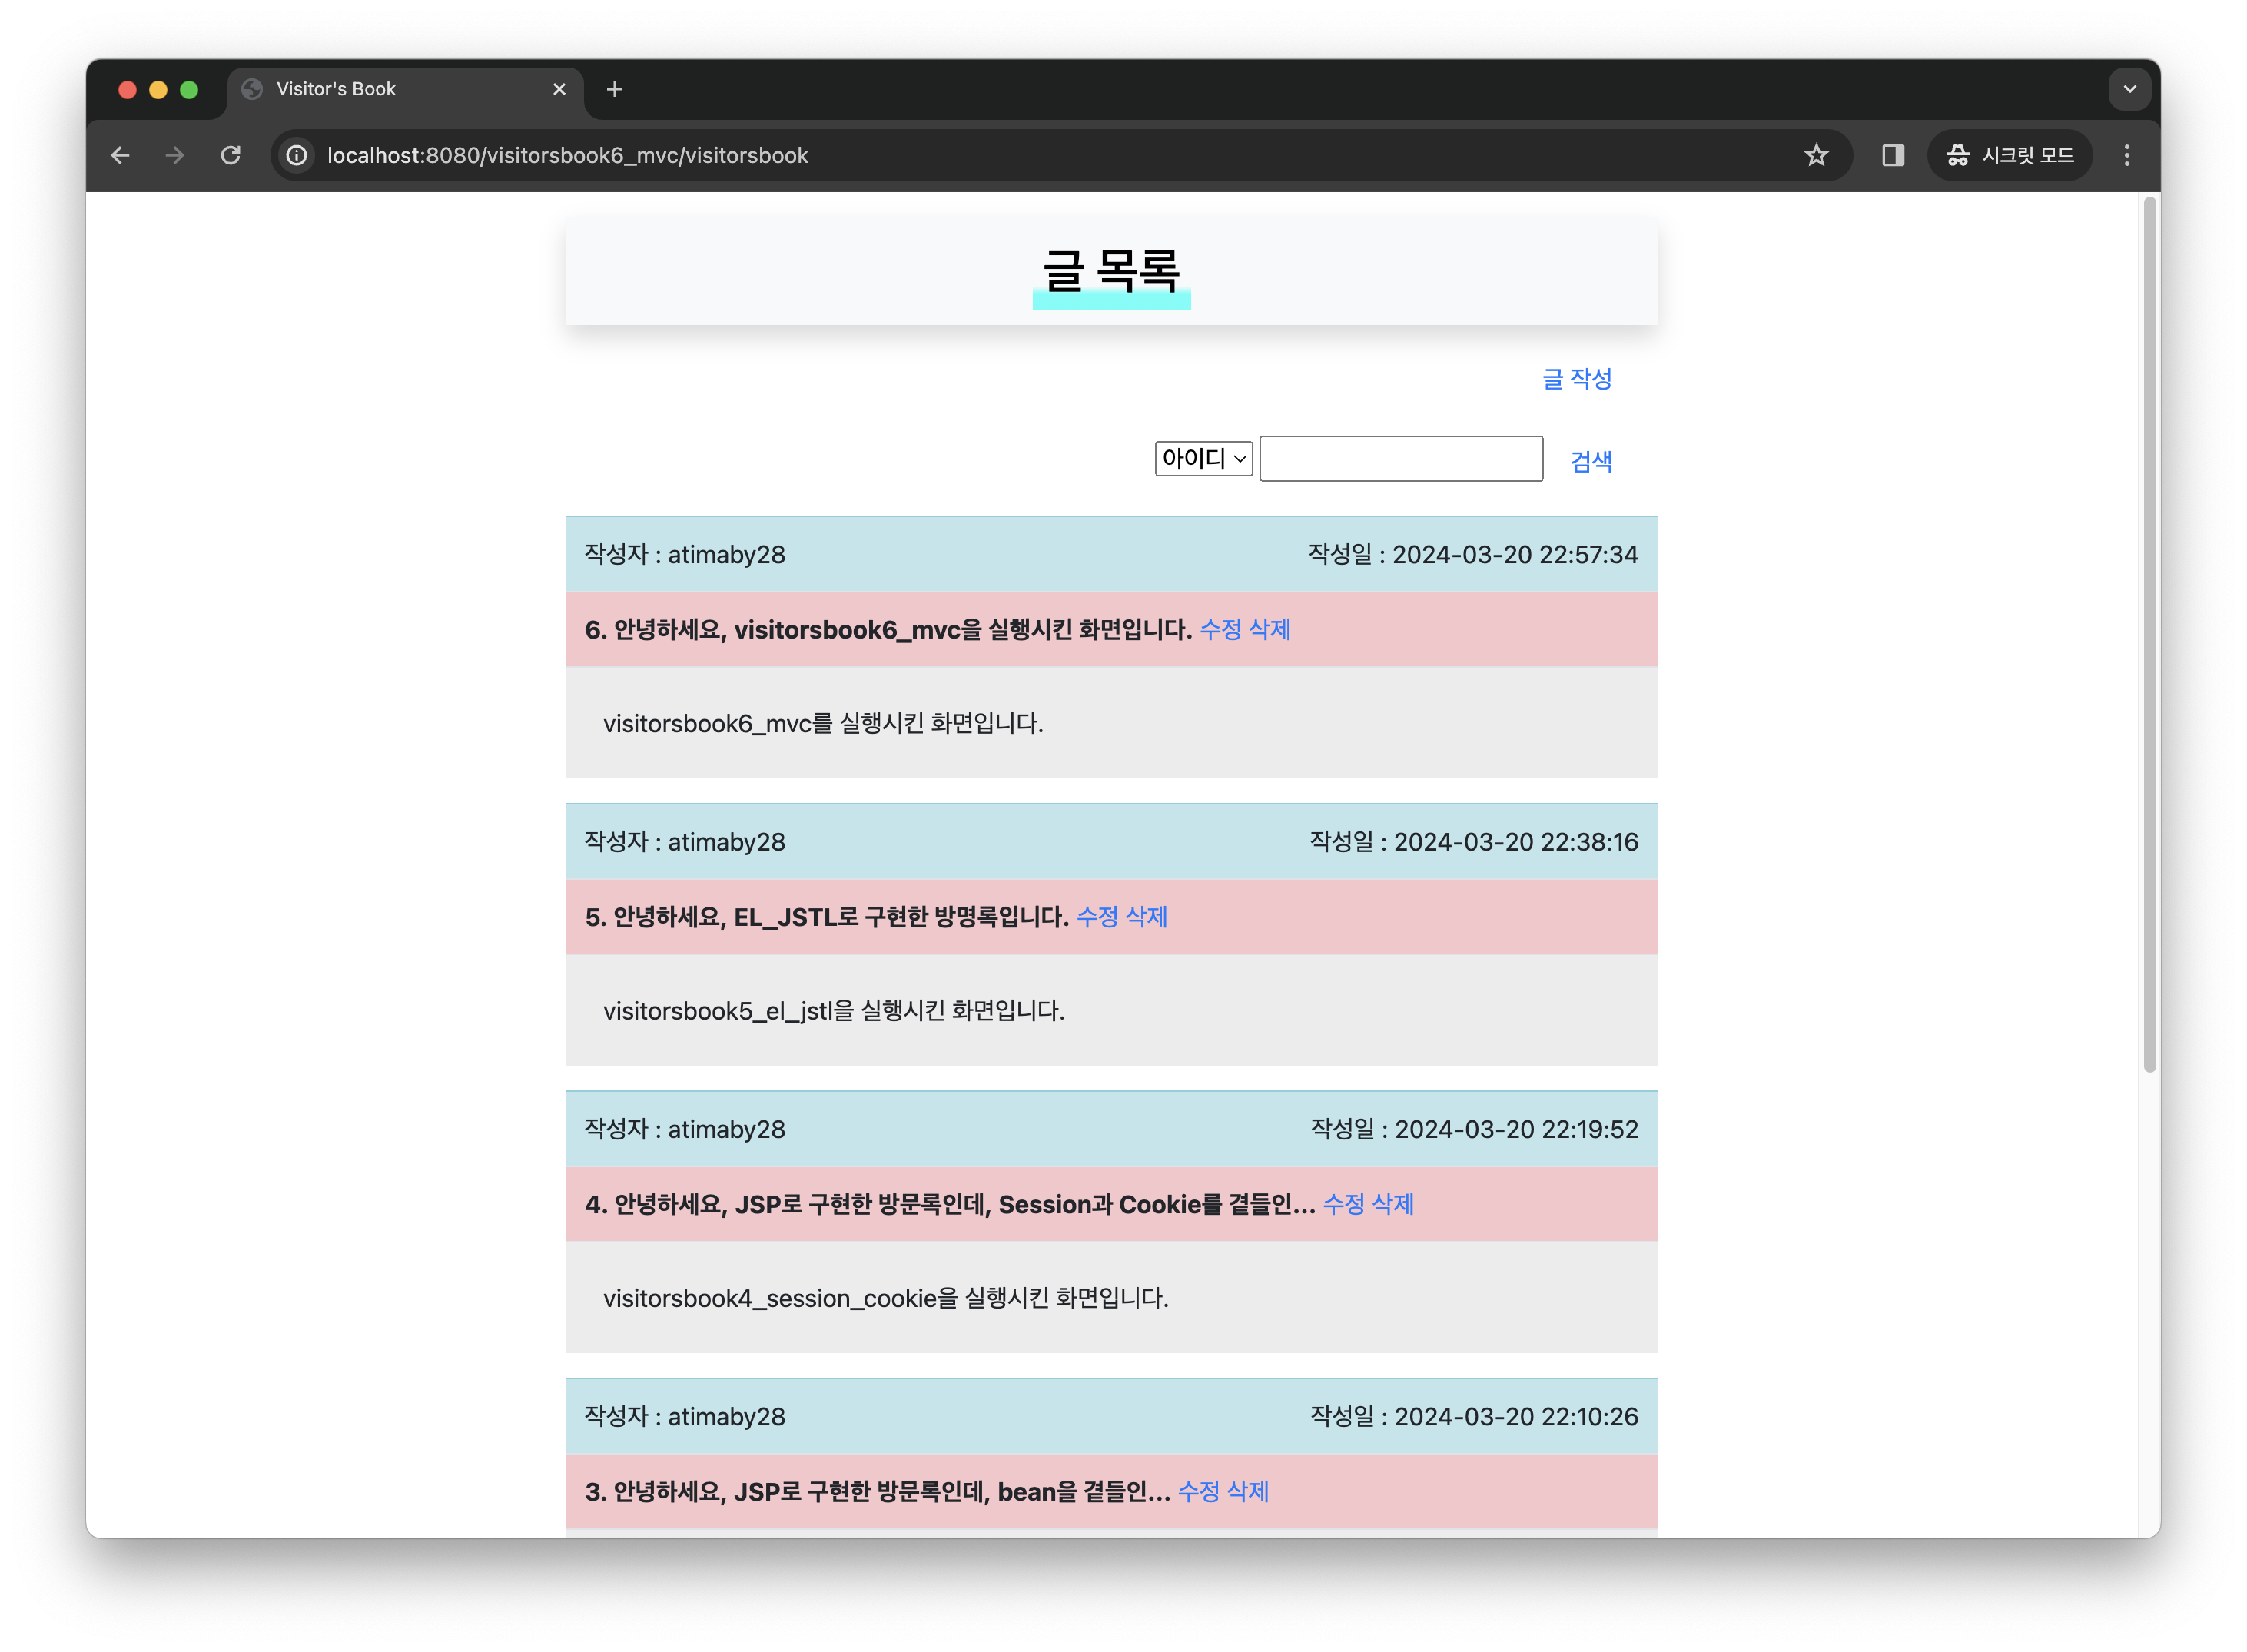 Visitor's Book
localhost:8080/visitorsbook6_mvc/visitorsbook
시크릿 모드
글 목록
글 작성
아이디
검색
작성자 : atimaby28 작성일 : 2024-03-20 22:57:34
6. 안녕하세요, visitorsbook6_mvc을 실행시킨 화면입니다. 수정 삭제
visitorsbook6_mvc를 실행시킨 화면입니다.
작성자 : atimaby28 작성일 : 2024-03-20 22:38:16
5. 안녕하세요, EL_JSTL로 구현한 방명록입니다. 수정 삭제
visitorsbook5_el_jstl을 실행시킨 화면입니다.
작성자 : atimaby28 작성일 : 2024-03-20 22:19:52
4. 안녕하세요, JSP로 구현한 방문록인데, Session과 Cookie를 곁들인... 수정 삭제
visitorsbook4_session_cookie을 실행시킨 화면입니다.
작성자 : atimaby28 작성일 : 2024-03-20 22:10:26
3. 안녕하세요, JSP로 구현한 방문록인데, bean을 곁들인... 수정 삭제